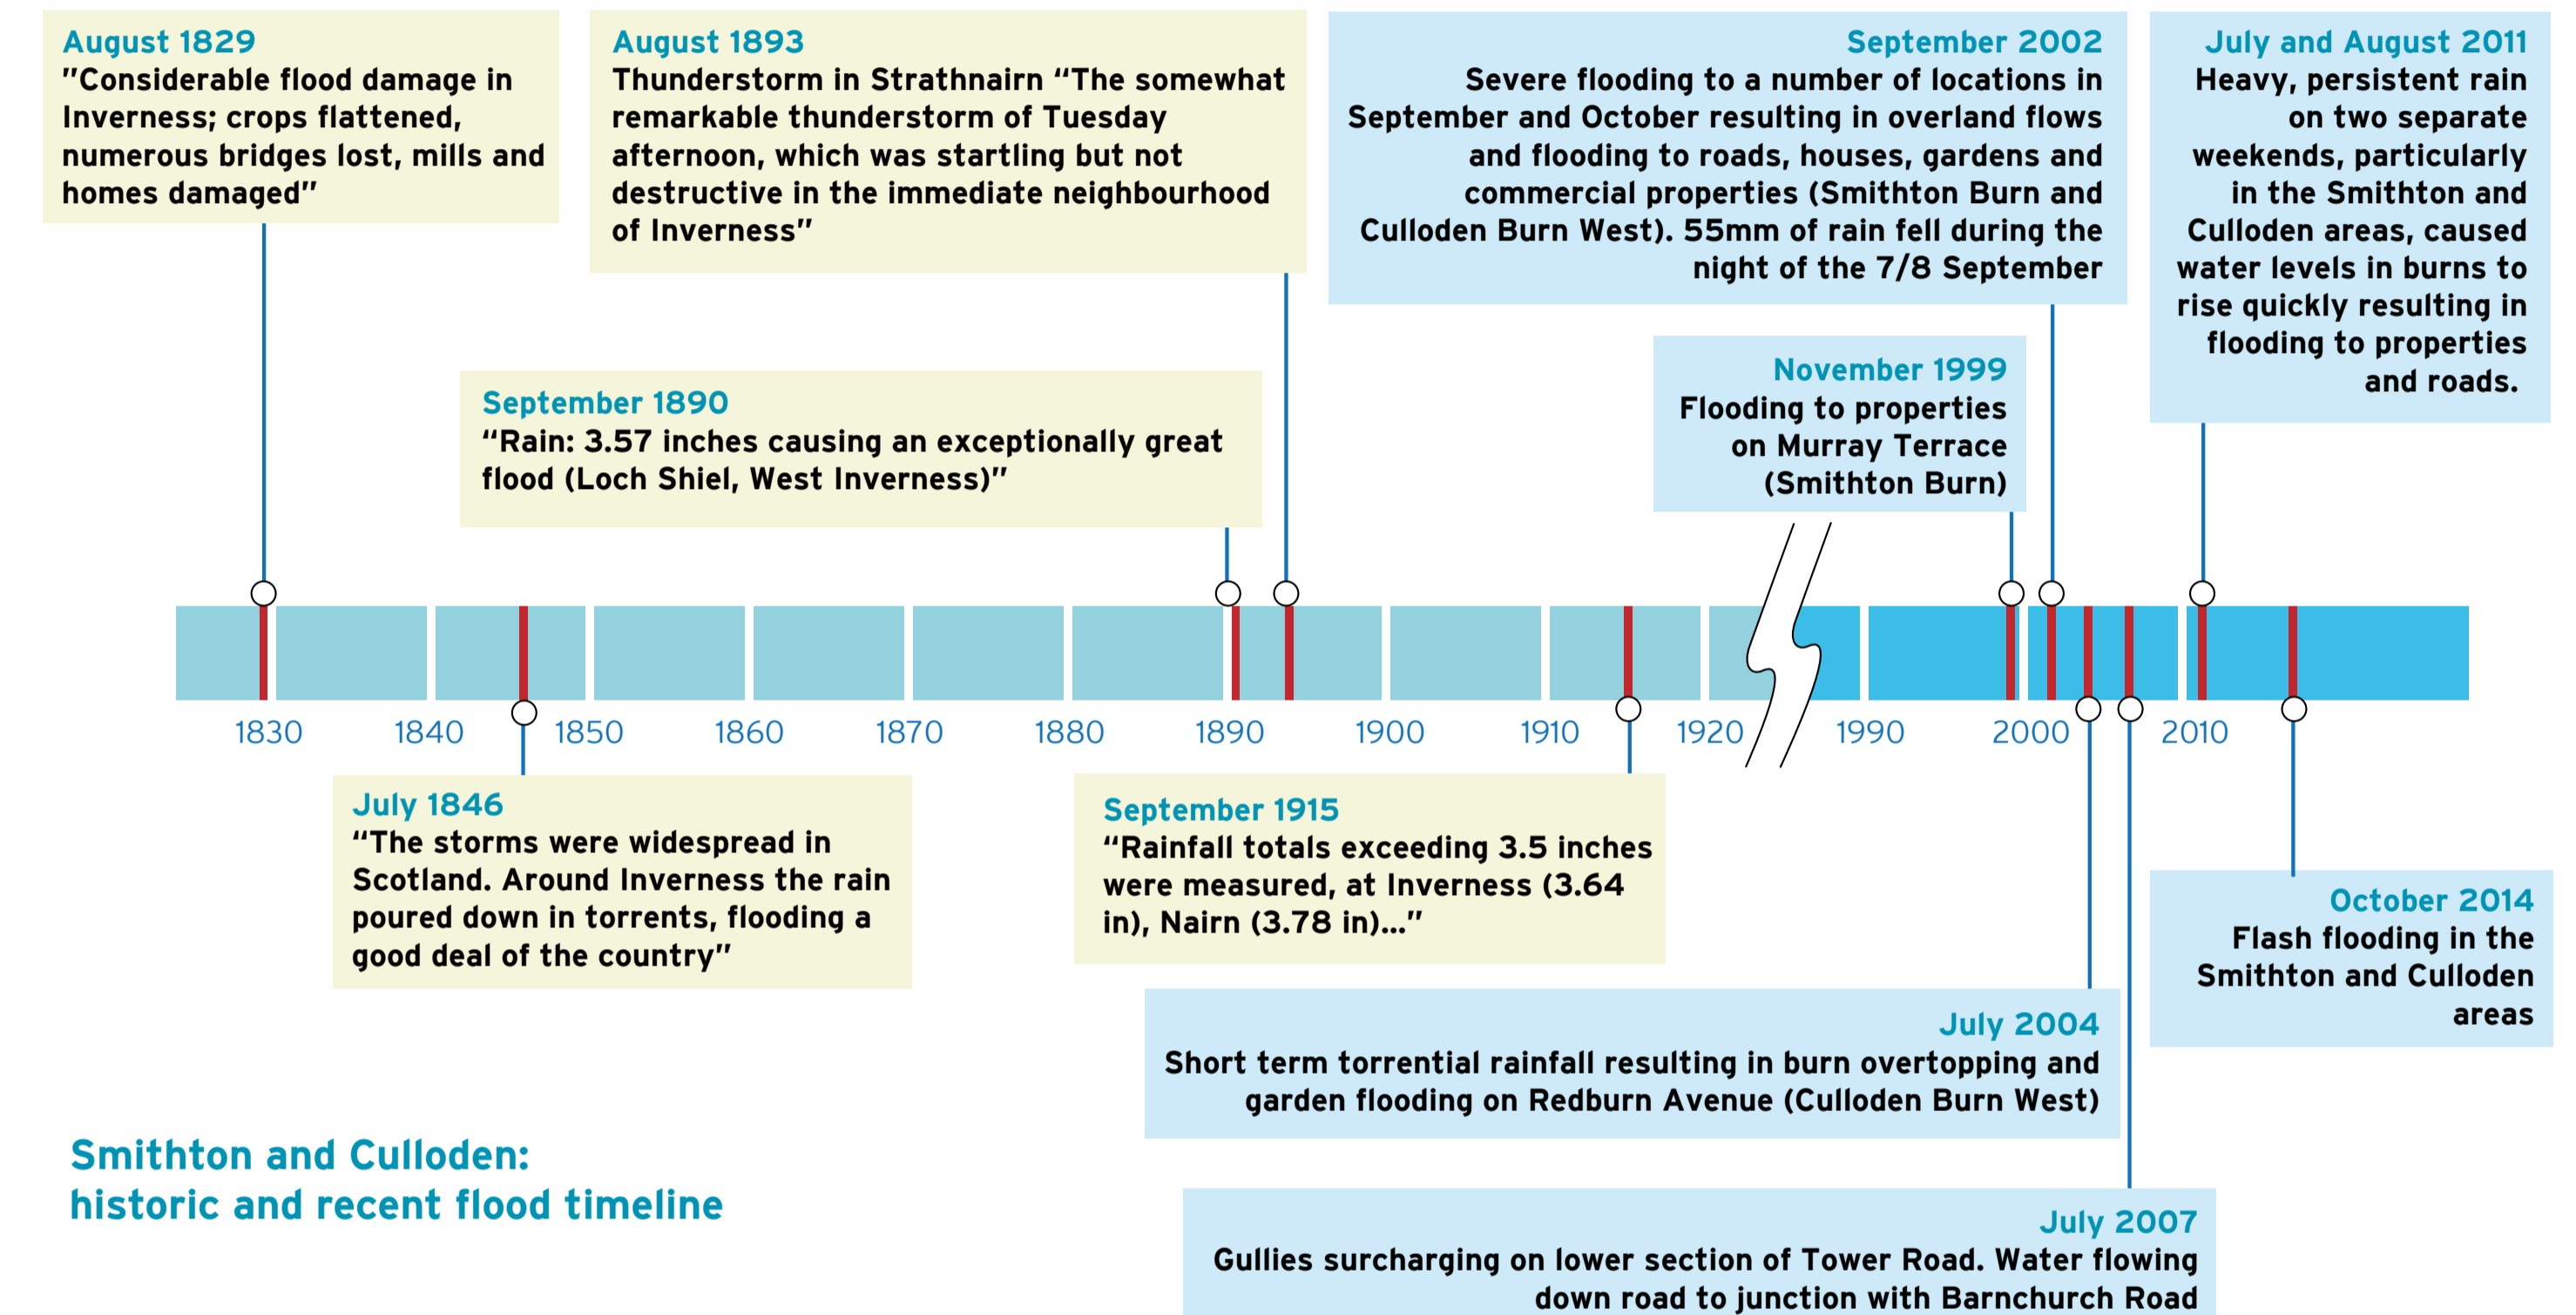 August 1829
"Considerable flood damage in
Inverness; crops flattened,
numerous bridges lost, mills and
homes damaged"
August 1893
Thunderstorm in Strathnairn “The somewhat
remarkable thunderstorm of Tuesday
afternoon, which was startling but not
destructive in the immediate neighbourhood
of Inverness”
September 2002
Severe flooding to a number of locations in
September and October resulting in overland flows
and flooding to roads, houses, gardens and
commercial properties (Smithton Burn and
Culloden Burn West). 55mm of rain fell during the
night of the 7/8 September
July and August 2011
Heavy, persistent rain
on two separate
weekends, particularly
in the Smithton and
Culloden areas, caused
water levels in burns to
rise quickly resulting in
flooding to properties
and roads.
September 1890
“Rain: 3.57 inches causing an exceptionally great
flood (Loch Shiel, West Inverness)”
November 1999
Flooding to properties
on Murray Terrace
(Smithton Burn)
1830 1840 1850 1860 1870 1880 1890 1900 1910 1920 1990 2000 2010
July 1846
“The storms were widespread in
Scotland. Around Inverness the rain
poured down in torrents, flooding a
good deal of the country”
September 1915
“Rainfall totals exceeding 3.5 inches
were measured, at Inverness (3.64
in), Nairn (3.78 in)...”
October 2014
Flash flooding in the
Smithton and Culloden
areas
July 2004
Short term torrential rainfall resulting in burn overtopping and
garden flooding on Redburn Avenue (Culloden Burn West)
Smithton and Culloden:
historic and recent flood timeline
July 2007
Gullies surcharging on lower section of Tower Road. Water flowing
down road to junction with Barnchurch Road